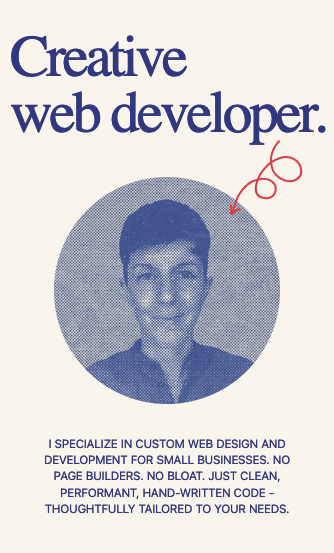 Creative
web developer.
I SPECIALIZE IN CUSTOM WEB DESIGN AND
DEVELOPMENT FOR SMALL BUSINESSES. NO
PAGE BUILDERS. NO BLOAT. JUST CLEAN,
PERFORMANT, HAND-WRITTEN CODE -
THOUGHTFULLY TAILORED TO YOUR NEEDS.